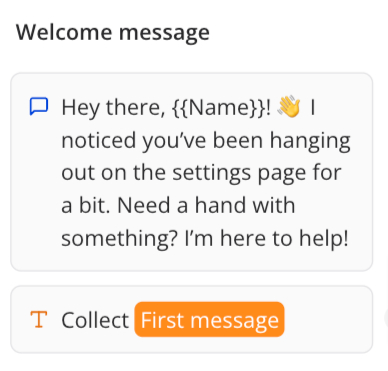 Welcome message
Hey there, {{Name}}! 👋 I
noticed you’ve been hanging
out on the settings page for
a bit. Need a hand with
something? I’m here to help!
Collect First message